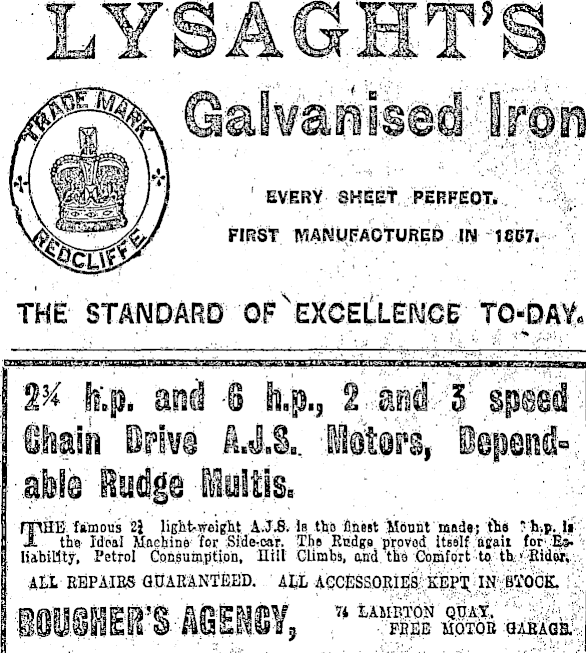 LYSAGHT'S
TRADE MARK
REDCLIFFE
Galvanised Iron
EVERY SHEET PERFECT.
FIRST MANUFACTURED IN 1857.
THE STANDARD OF EXCELLENCE TO-DAY.
2¾ h.p. and 6 h.p., 2 and 3 speed
Chain Drive A.J.S. Motors, Depend-
able Rudge Multis.
THE famous 2¾ light-weight A.J.S. is the finest Mount made; the h.p. is
the Ideal Machine for Side-car. The Rudge proved itself again for Re-
liability, Petrol Consumption, Hill Climbs, and the Comfort to the Rider.
ALL REPAIRS GUARANTEED. ALL ACCESSORIES KEPT IN STOCK.
BOUCHER'S AGENCY,
74 LAMBTON QUAY.
FREE MOTOR GARAGE.